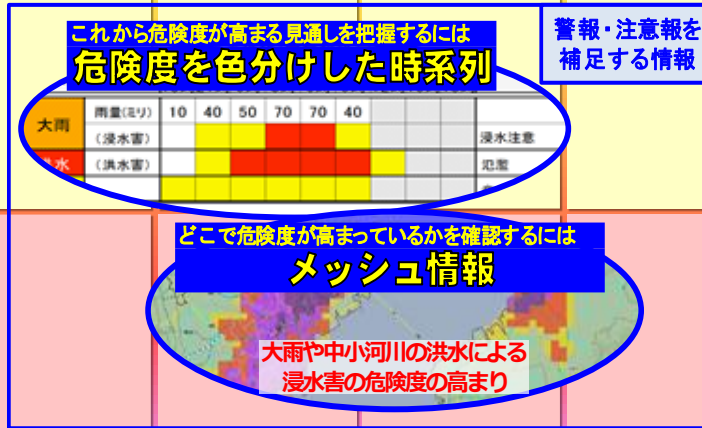 これから危険度が高まる見通しを把握するには
危険度を色分けした時系列
警報・注意報を
補足する情報
大雨 雨量(ミリ) 10 40 50 70 70 40
(浸水害) 浸水注意
洪水 (洪水害) 氾濫
どこで危険度が高まっているかを確認するには
メッシュ情報
大雨や中小河川の洪水による
浸水害の危険度の高まり